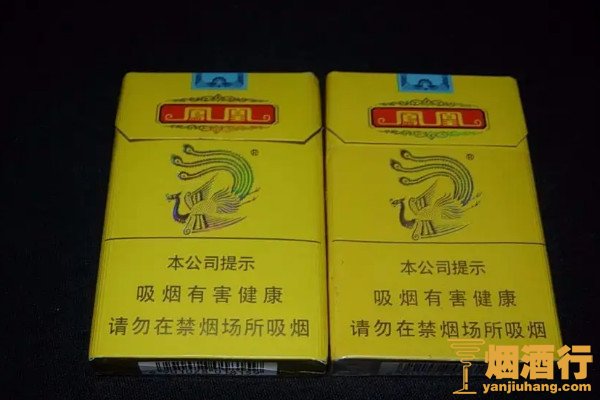 鳳凰
®
本公司提示
吸烟有害健康
请勿在禁烟场所吸烟
鳳凰
®
本公司提示
吸烟有害健康
请勿在禁烟场所吸烟
烟酒行
yanjiuhang.com